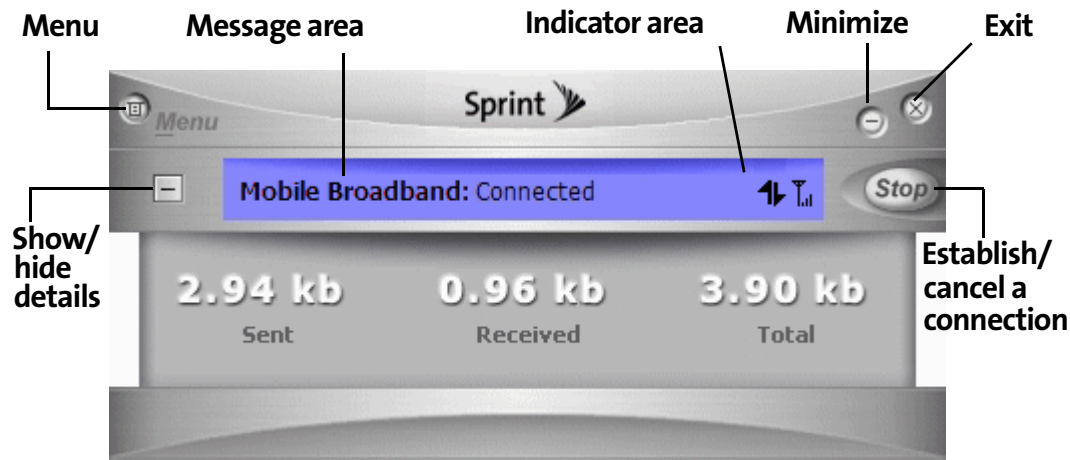 Menu Message area Indicator area Minimize Exit
Sprint
Menu
Mobile Broadband: Connected
Stop
Show/
hide
details
Establish/
cancel a
connection
2.94 kb 0.96 kb 3.90 kb
Sent Received Total